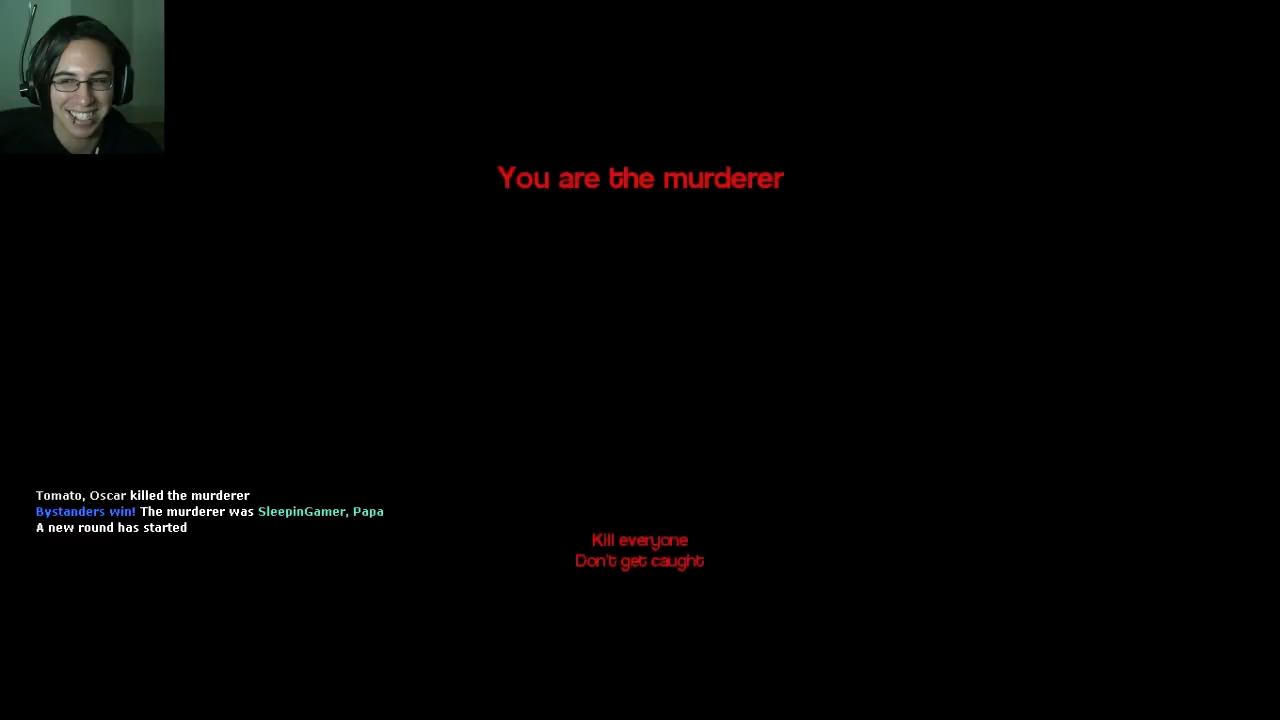 You are the murderer
Tomato, Oscar killed the murderer
Bystanders win! The murderer was SleepinGamer, Papa
A new round has started
Kill everyone
Don't get caught